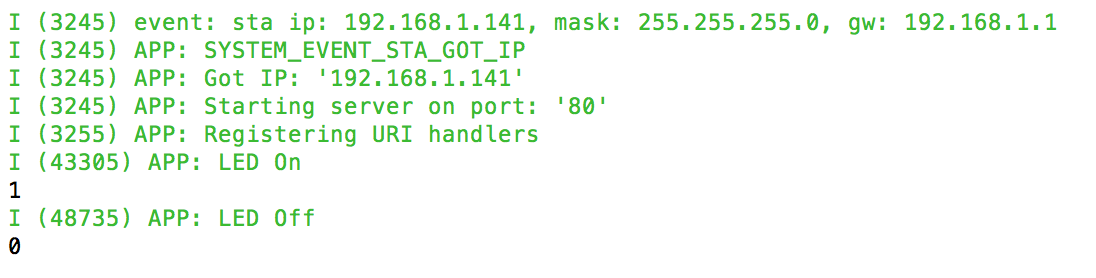 I (3245) event: sta ip: 192.168.1.141, mask: 255.255.255.0, gw: 192.168.1.1
I (3245) APP: SYSTEM_EVENT_STA_GOT_IP
I (3245) APP: Got IP: '192.168.1.141'
I (3245) APP: Starting server on port: '80'
I (3255) APP: Registering URI handlers
I (43305) APP: LED On
1
I (48735) APP: LED Off
0